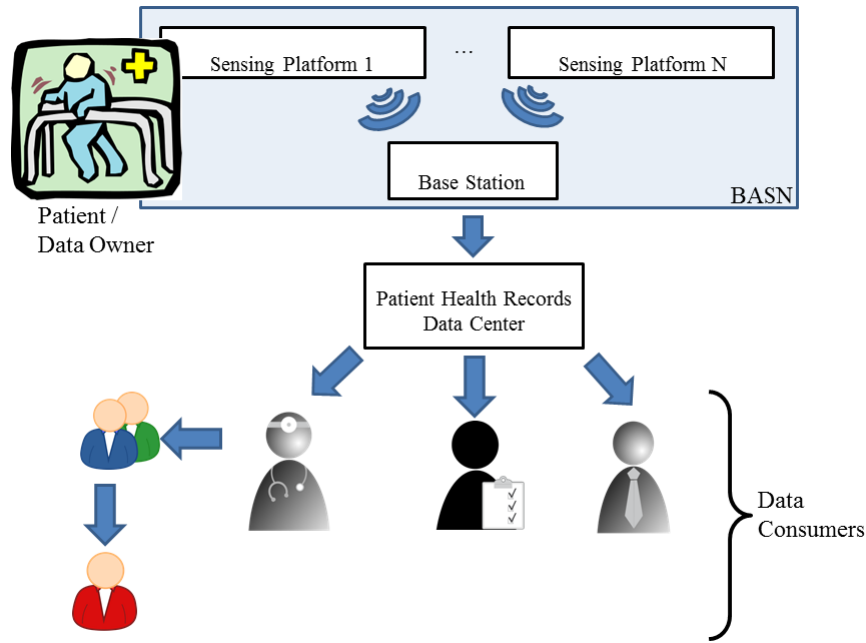 Sensing Platform 1
...
Sensing Platform N
Base Station
BASN
Patient /
Data Owner
Patient Health Records
Data Center
Data
Consumers